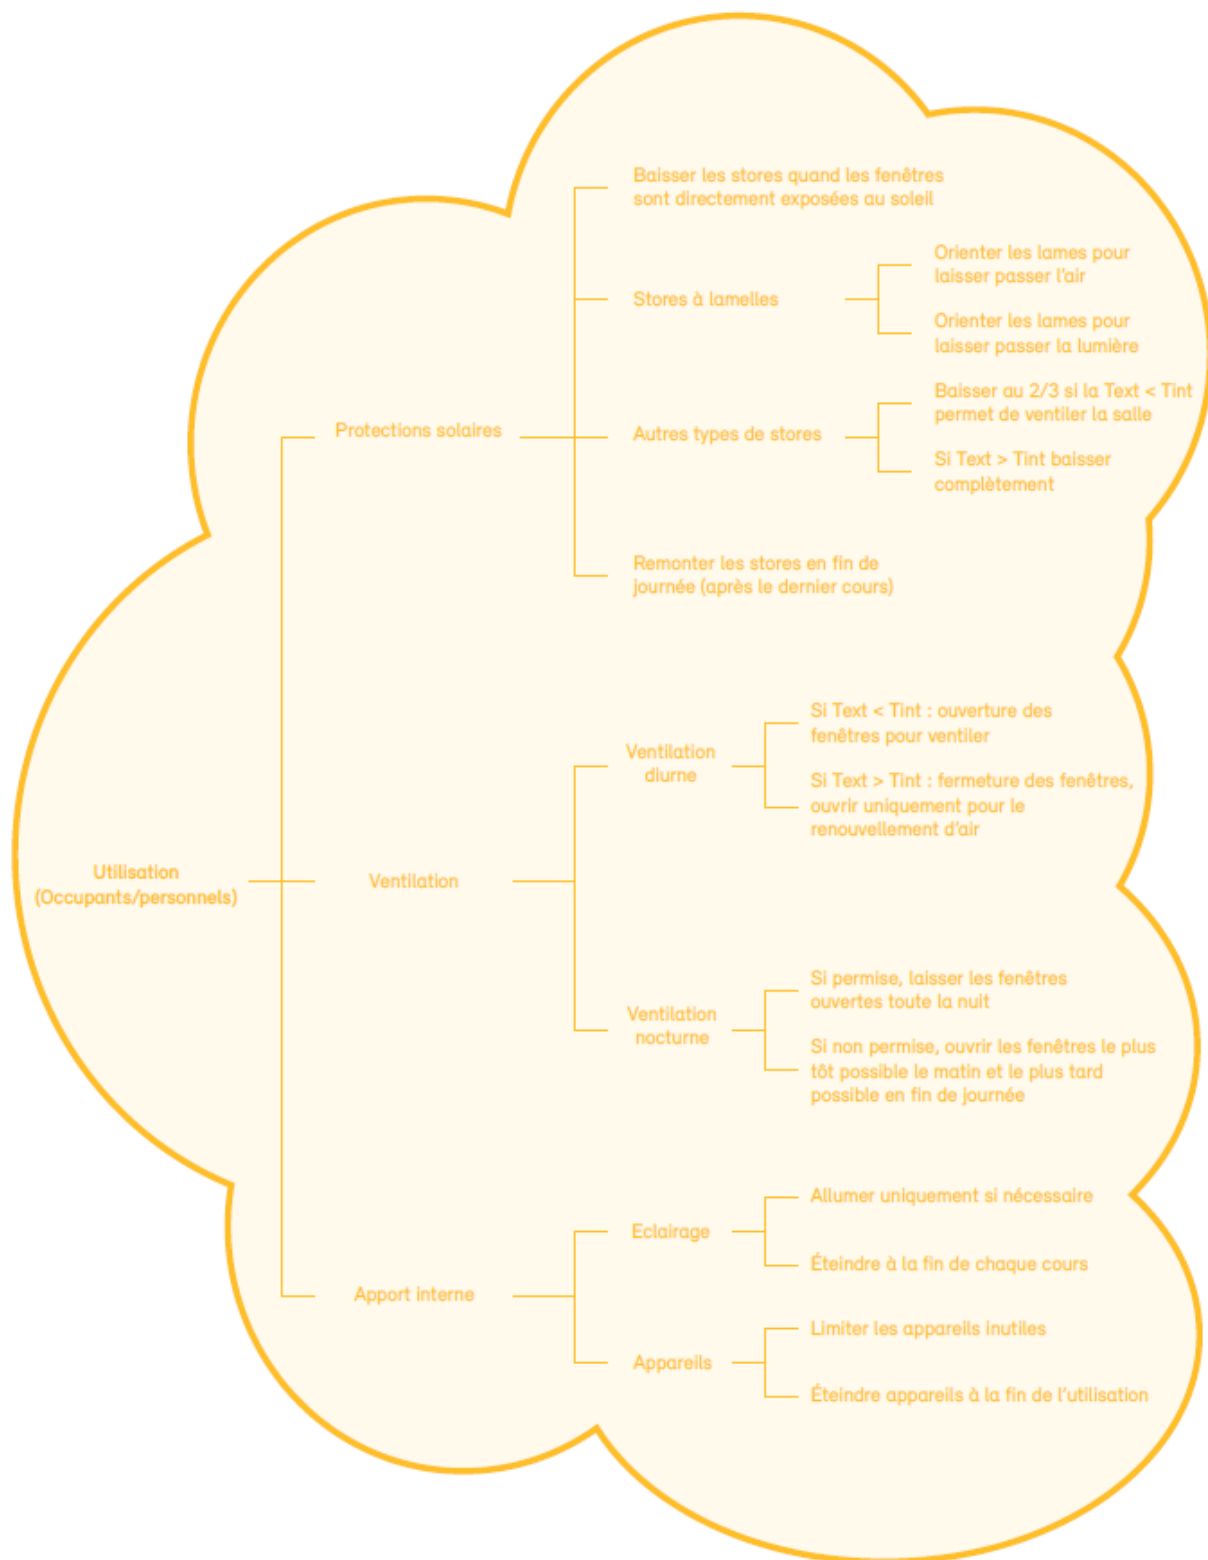 Baisser les stores quand les fenêtres
sont directement exposées au soleil
Orienter les lames pour
laisser passer l'air
Stores à lamelles
Orienter les lames pour
laisser passer la lumière
Baisser au 2/3 si la Text < Tint
permet de ventiler la salle
Protections solaires
Autres types de stores
Si Text > Tint baisser
complètement
Remonter les stores en fin de
journée (après le dernier cours)
Si Text < Tint : ouverture des
fenêtres pour ventiler
Ventilation
diurne
Si Text > Tint : fermeture des fenêtres,
ouvrir uniquement pour le
renouvellement d'air
Utilisation
(Occupants/personnels)
Ventilation
Si permise, laisser les fenêtres
ouvertes toute la nuit
Ventilation
nocturne
Si non permise, ouvrir les fenêtres le plus
tôt possible le matin et le plus tard
possible en fin de journée
Allumer uniquement si nécessaire
Eclairage
Éteindre à la fin de chaque cours
Apport interne
Limiter les appareils inutiles
Appareils
Éteindre appareils à la fin de l'utilisation